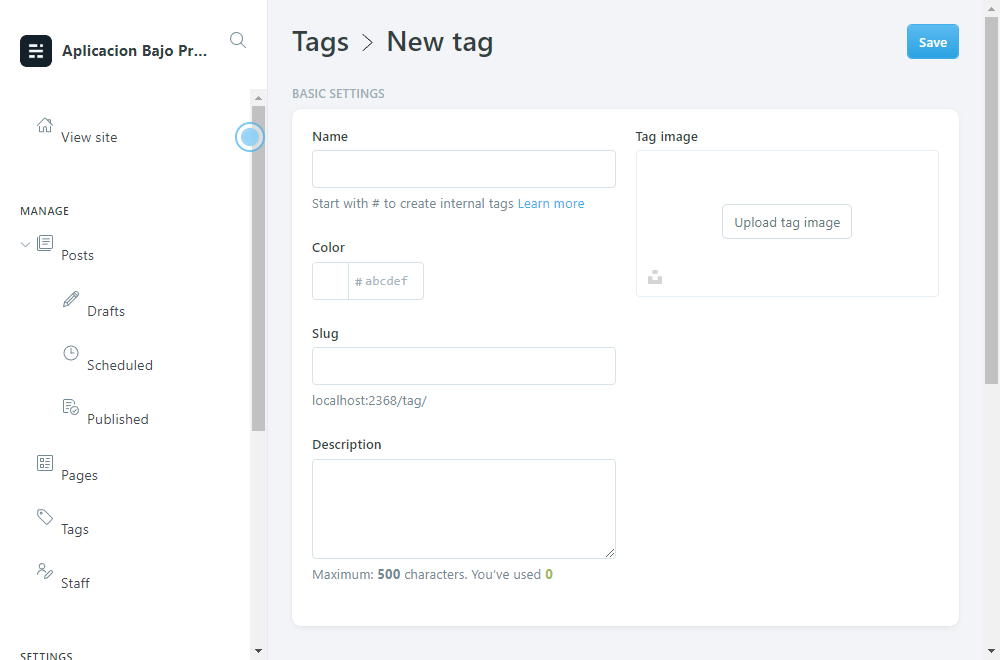 Aplicacion Bajo Pr...
View site
MANAGE
Posts
Drafts
Scheduled
Published
Pages
Tags
Staff
SETTINGS
Tags > New tag
Save
BASIC SETTINGS
Name
Start with # to create internal tags Learn more
Color
# abcdef
Slug
localhost:2368/tag/
Description
Maximum: 500 characters. You've used 0
Tag image
Upload tag image